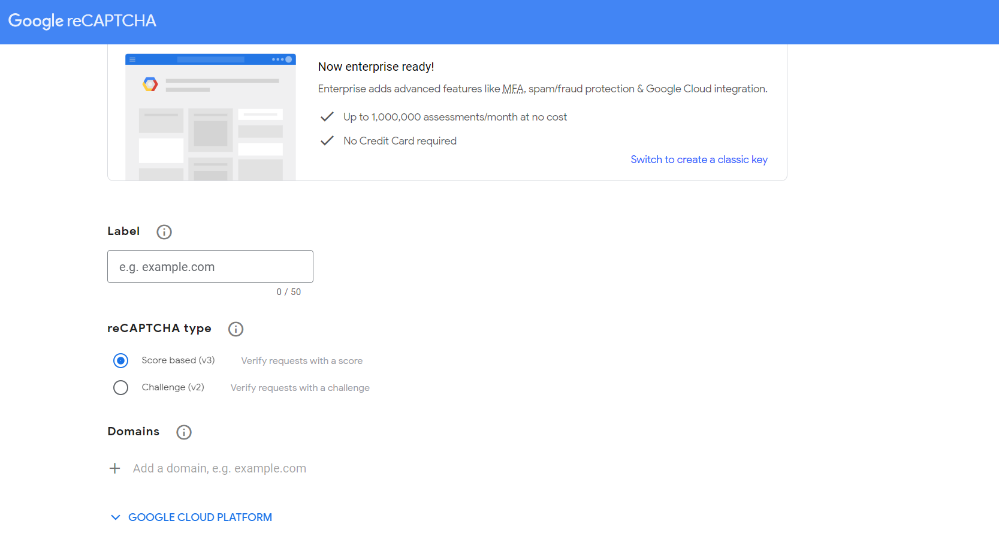 Google reCAPTCHA
Now enterprise ready!
Enterprise adds advanced features like MFA, spam/fraud protection & Google Cloud integration.
Up to 1,000,000 assessments/month at no cost
No Credit Card required
Switch to create a classic key
Label
e.g. example.com
0 / 50
reCAPTCHA type
Score based (v3) Verify requests with a score
Challenge (v2) Verify requests with a challenge
Domains
Add a domain, e.g. example.com
GOOGLE CLOUD PLATFORM